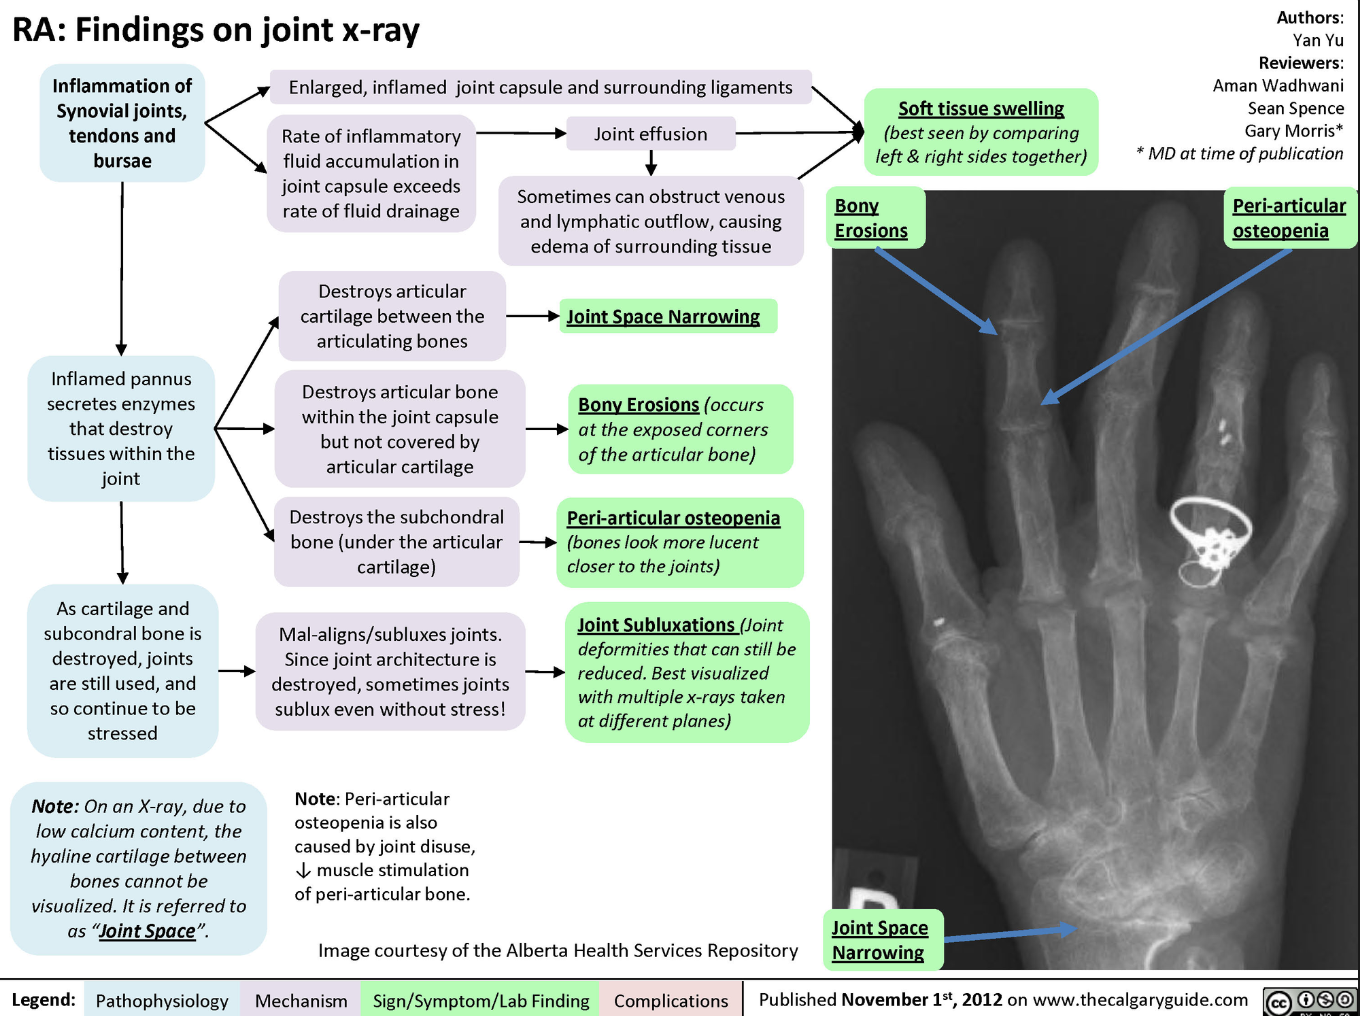 RA: Findings on joint x-ray
Authors:
Yan Yu
Reviewers:
Aman Wadhwani
Sean Spence
Gary Morris*
* MD at time of publication
Inflammation of
Synovial joints,
tendons and
bursae
Enlarged, inflamed joint capsule and surrounding ligaments
Rate of inflammatory
fluid accumulation in
joint capsule exceeds
rate of fluid drainage
Joint effusion
Sometimes can obstruct venous
and lymphatic outflow, causing
edema of surrounding tissue
Soft tissue swelling
(best seen by comparing
left & right sides together)
Inflamed pannus
secretes enzymes
that destroy
tissues within the
joint
Destroys articular
cartilage between the
articulating bones
Joint Space Narrowing
Destroys articular bone
within the joint capsule
but not covered by
articular cartilage
Bony Erosions (occurs
at the exposed corners
of the articular bone)
Destroys the subchondral
bone (under the articular
cartilage)
Peri-articular osteopenia
(bones look more lucent
closer to the joints)
As cartilage and
subcondral bone is
destroyed, joints
are still used, and
so continue to be
stressed
Mal-aligns/subluxes joints.
Since joint architecture is
destroyed, sometimes joints
sublux even without stress!
Joint Subluxations (Joint
deformities that can still be
reduced. Best visualized
with multiple x-rays taken
at different planes)
Note: On an X-ray, due to
low calcium content, the
hyaline cartilage between
bones cannot be
visualized. It is referred to
as “Joint Space”.
Note: Peri-articular
osteopenia is also
caused by joint disuse,
↓ muscle stimulation
of peri-articular bone.
Image courtesy of the Alberta Health Services Repository
Bony
Erosions
Peri-articular
osteopenia
Joint Space
Narrowing
Legend: Pathophysiology Mechanism Sign/Symptom/Lab Finding Complications
Published November 1st, 2012 on www.thecalgaryguide.com
cc